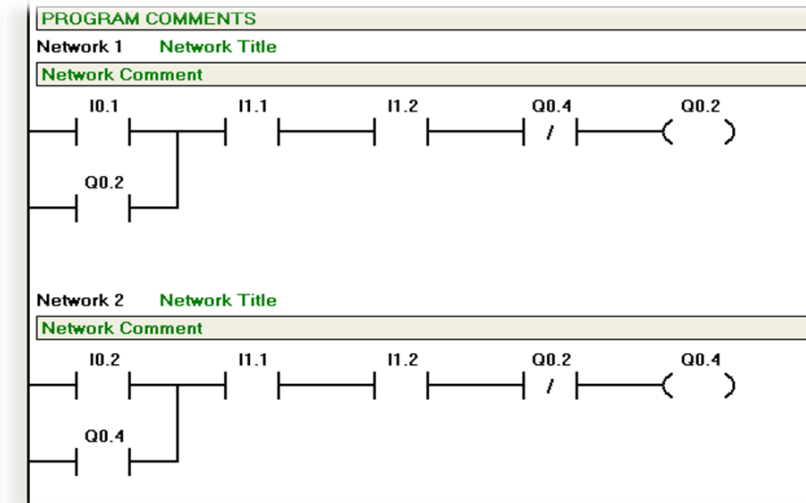 PROGRAM COMMENTS
Network 1 Network Title
Network Comment
I0.1 I1.1 I1.2 Q0.4 Q0.2
/
Q0.2
Network 2 Network Title
Network Comment
I0.2 I1.1 I1.2 Q0.2 Q0.4
/
Q0.4